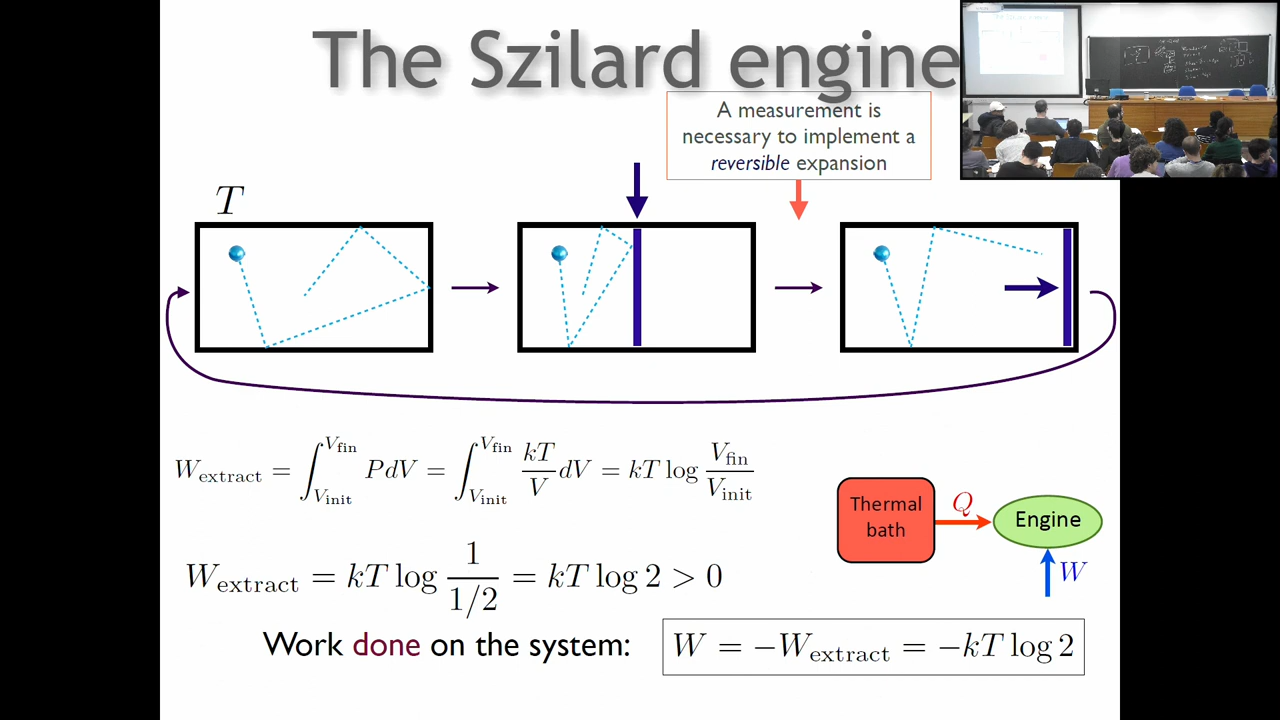 The Szilard engine
A measurement is
necessary to implement a
reversible expansion
T
W_extract = ∫_{V_init}^{V_fin} PdV = ∫_{V_init}^{V_fin} kT/V dV = kT log V_fin/V_init
Thermal
bath
Q
Engine
W
W_extract = kT log 1/(1/2) = kT log 2 > 0
Work done on the system:
W = −W_extract = −kT log 2